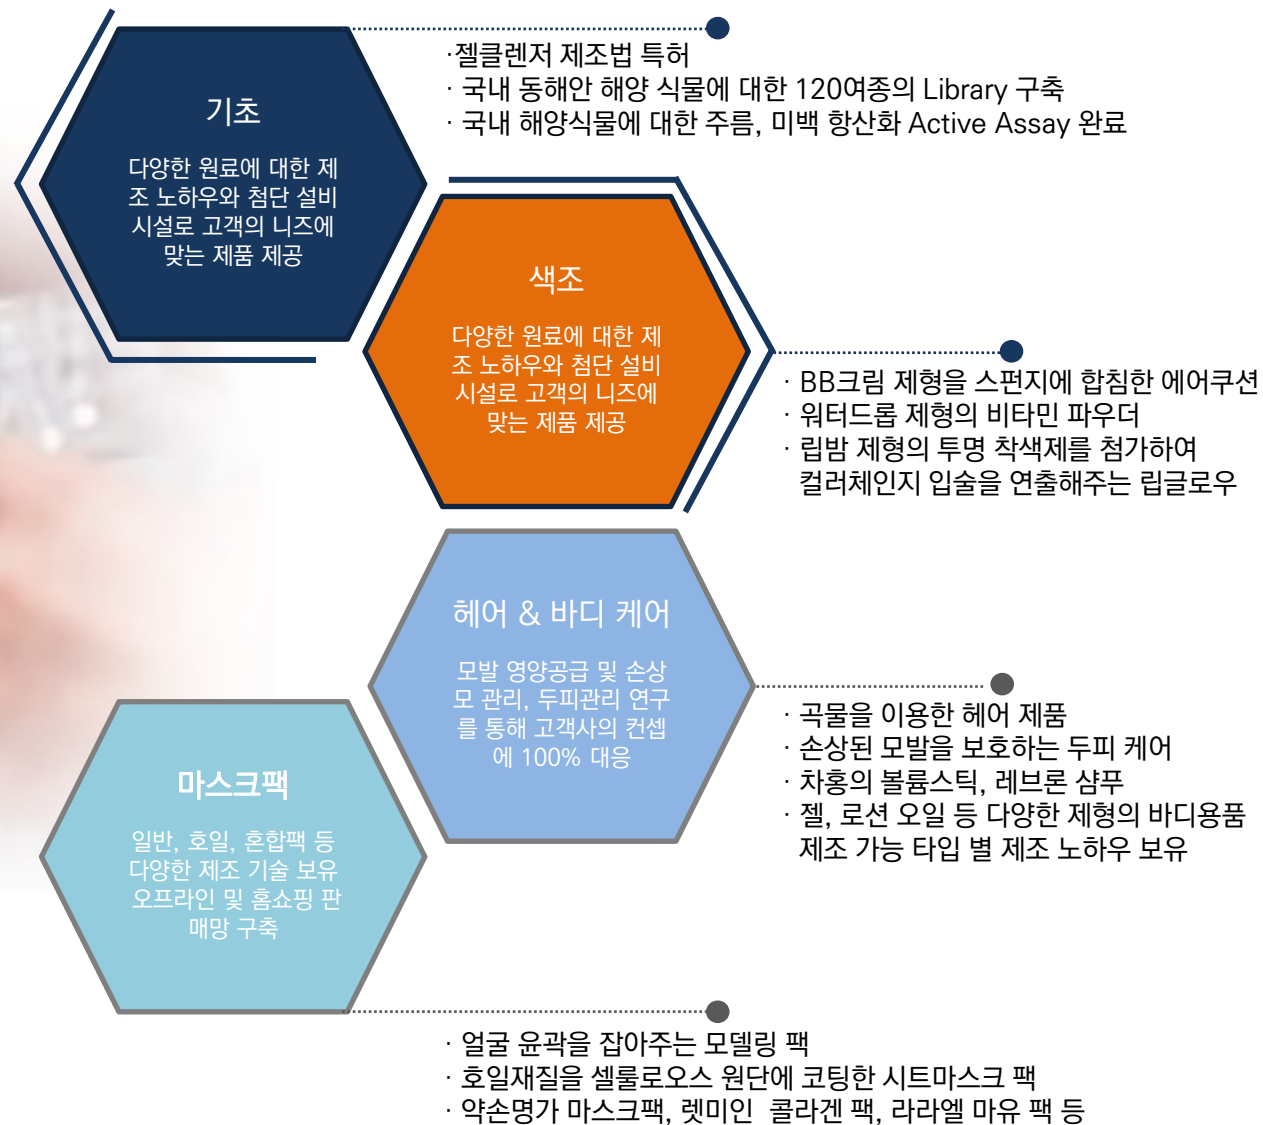 기초
다양한 원료에 대한 제
조 노하우와 첨단 설비
시설로 고객의 니즈에
맞는 제품 제공
·젤클렌저 제조법 특허
· 국내 동해안 해양 식물에 대한 120여종의 Library 구축
· 국내 해양식물에 대한 주름, 미백 항산화 Active Assay 완료
색조
다양한 원료에 대한 제
조 노하우와 첨단 설비
시설로 고객의 니즈에
맞는 제품 제공
· BB크림 제형을 스펀지에 합침한 에어쿠션
· 워터드롭 제형의 비타민 파우더
· 립밤 제형의 투명 착색제를 첨가하여
컬러체인지 입술을 연출해주는 립글로우
헤어 & 바디 케어
모발 영양공급 및 손상
모 관리, 두피관리 연구
를 통해 고객사의 컨셉
에 100% 대응
· 곡물을 이용한 헤어 제품
· 손상된 모발을 보호하는 두피 케어
· 차홍의 볼륨스틱, 레브론 샴푸
· 젤, 로션 오일 등 다양한 제형의 바디용품
제조 가능 타입 별 제조 노하우 보유
마스크팩
일반, 호일, 혼합팩 등
다양한 제조 기술 보유
오프라인 및 홈쇼핑 판
매망 구축
· 얼굴 윤곽을 잡아주는 모델링 팩
· 호일재질을 셀룰로오스 원단에 코팅한 시트마스크 팩
· 약손명가 마스크팩, 렛미인 콜라겐 팩, 라라엘 마유 팩 등